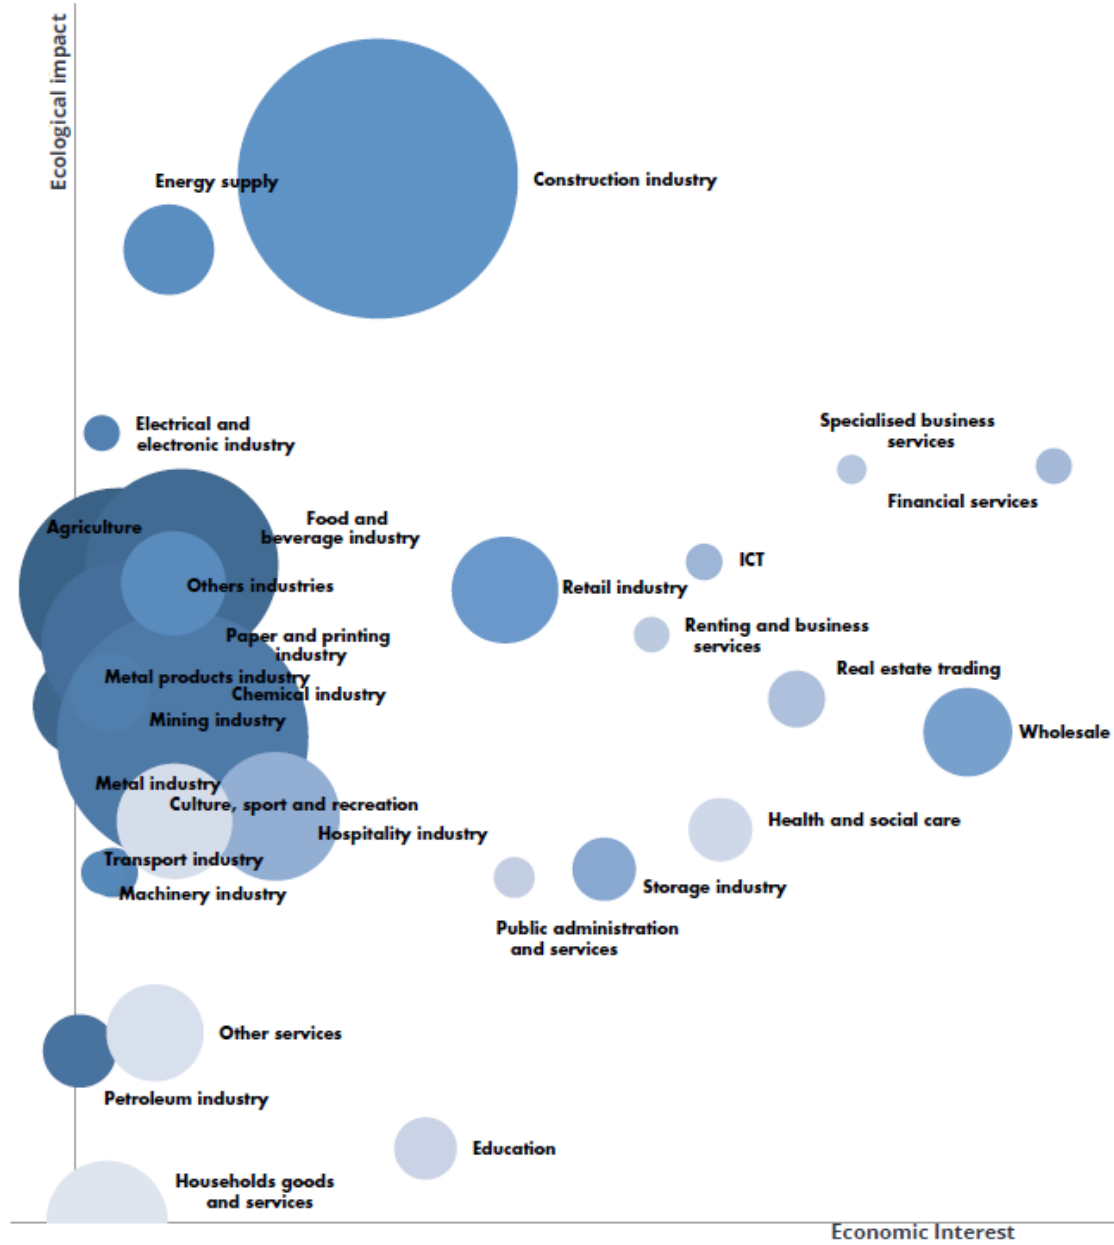 Ecological impact
Energy supply
Construction industry
Electrical and
electronic industry
Specialised business
services
Financial services
Agriculture
Food and
beverage industry
Others industries
Retail industry
ICT
Paper and printing
industry
Renting and business
services
Real estate trading
Metal products industry
Chemical industry
Mining industry
Wholesale
Metal industry
Culture, sport and recreation
Hospitality industry
Health and social care
Transport industry
Machinery industry
Storage industry
Public administration
and services
Other services
Petroleum industry
Education
Households goods
and services
Economic Interest